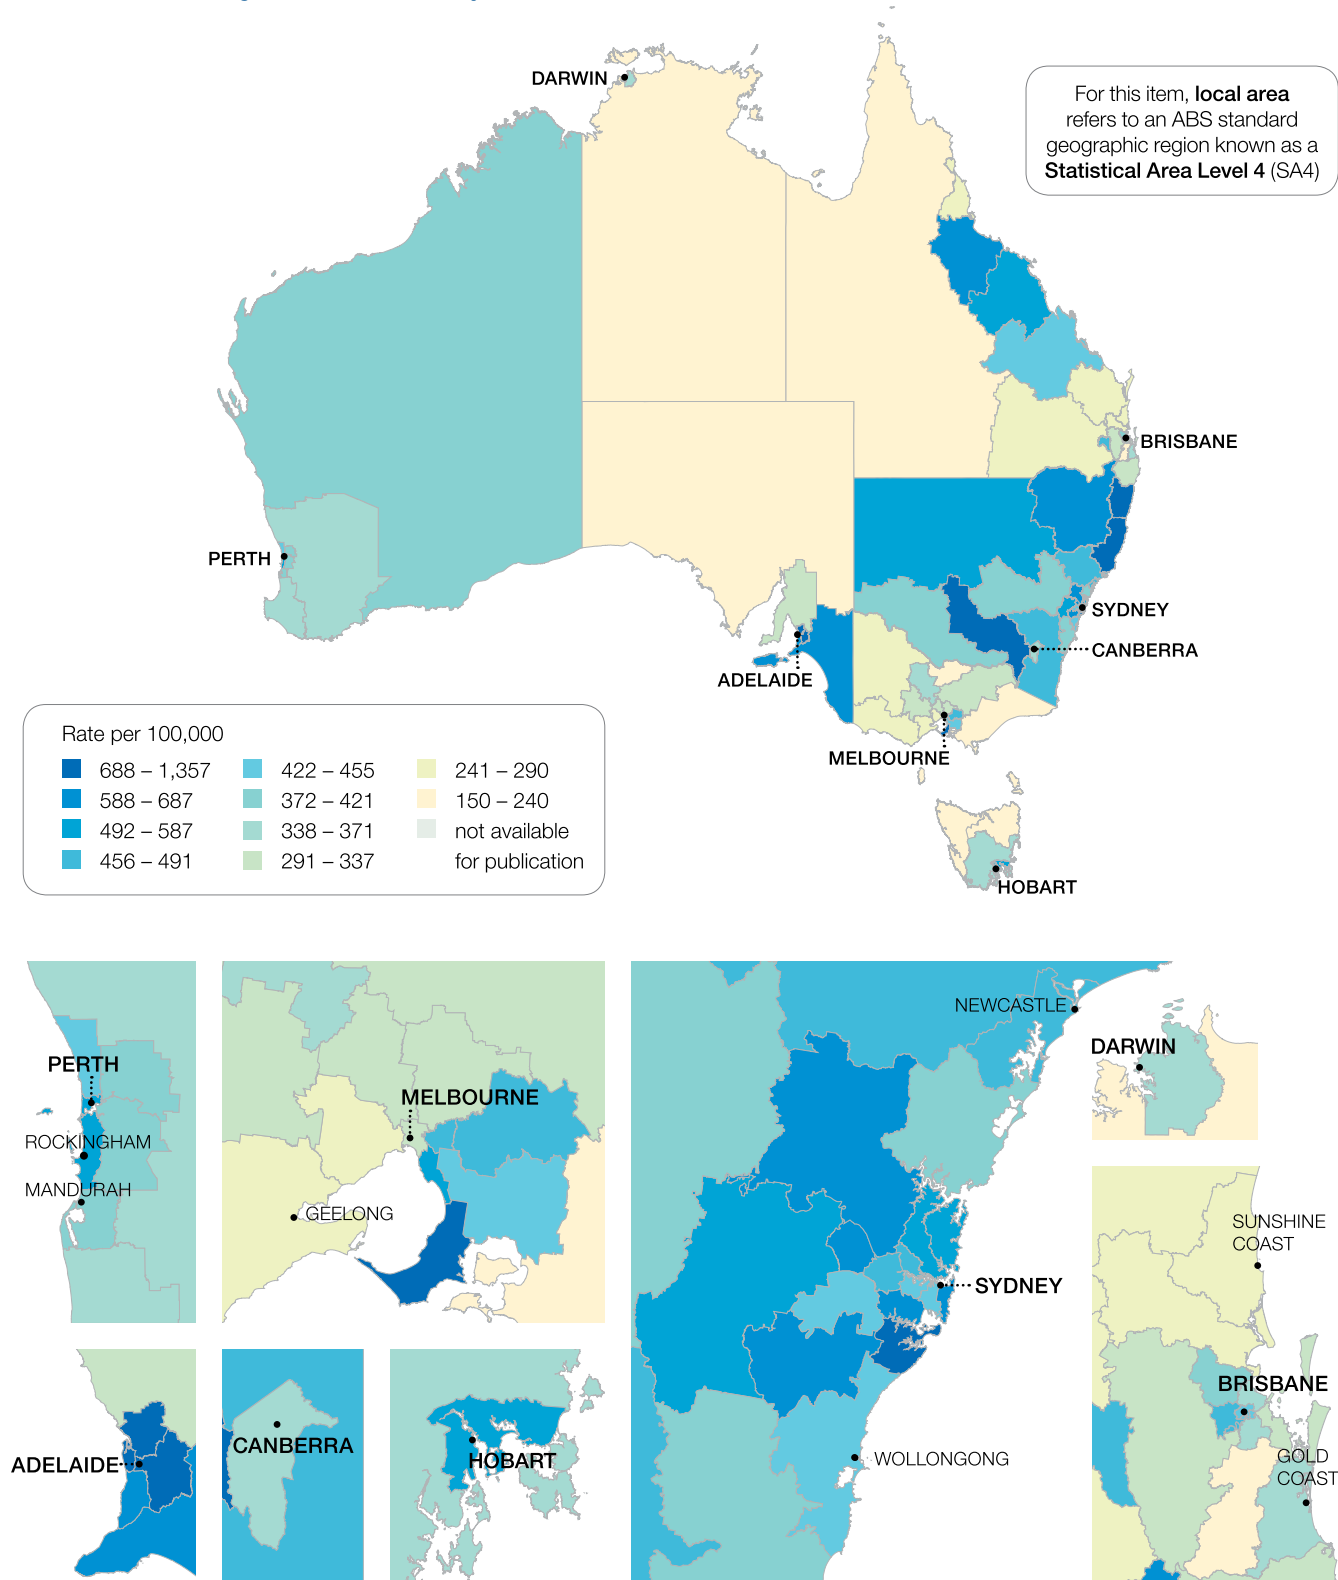 DARWIN
For this item, local area
refers to an ABS standard
geographic region known as a
Statistical Area Level 4 (SA4)
BRISBANE
PERTH
SYDNEY
CANBERRA
ADELAIDE
MELBOURNE
HOBART
Rate per 100,000
688 – 1,357
588 – 687
492 – 587
456 – 491
422 – 455
372 – 421
338 – 371
291 – 337
241 – 290
150 – 240
not available
for publication
PERTH
ROCKINGHAM
MANDURAH
MELBOURNE
GEELONG
NEWCASTLE
SYDNEY
WOLLONGONG
DARWIN
SUNSHINE
COAST
BRISBANE
GOLD
COAST
ADELAIDE
CANBERRA
HOBART